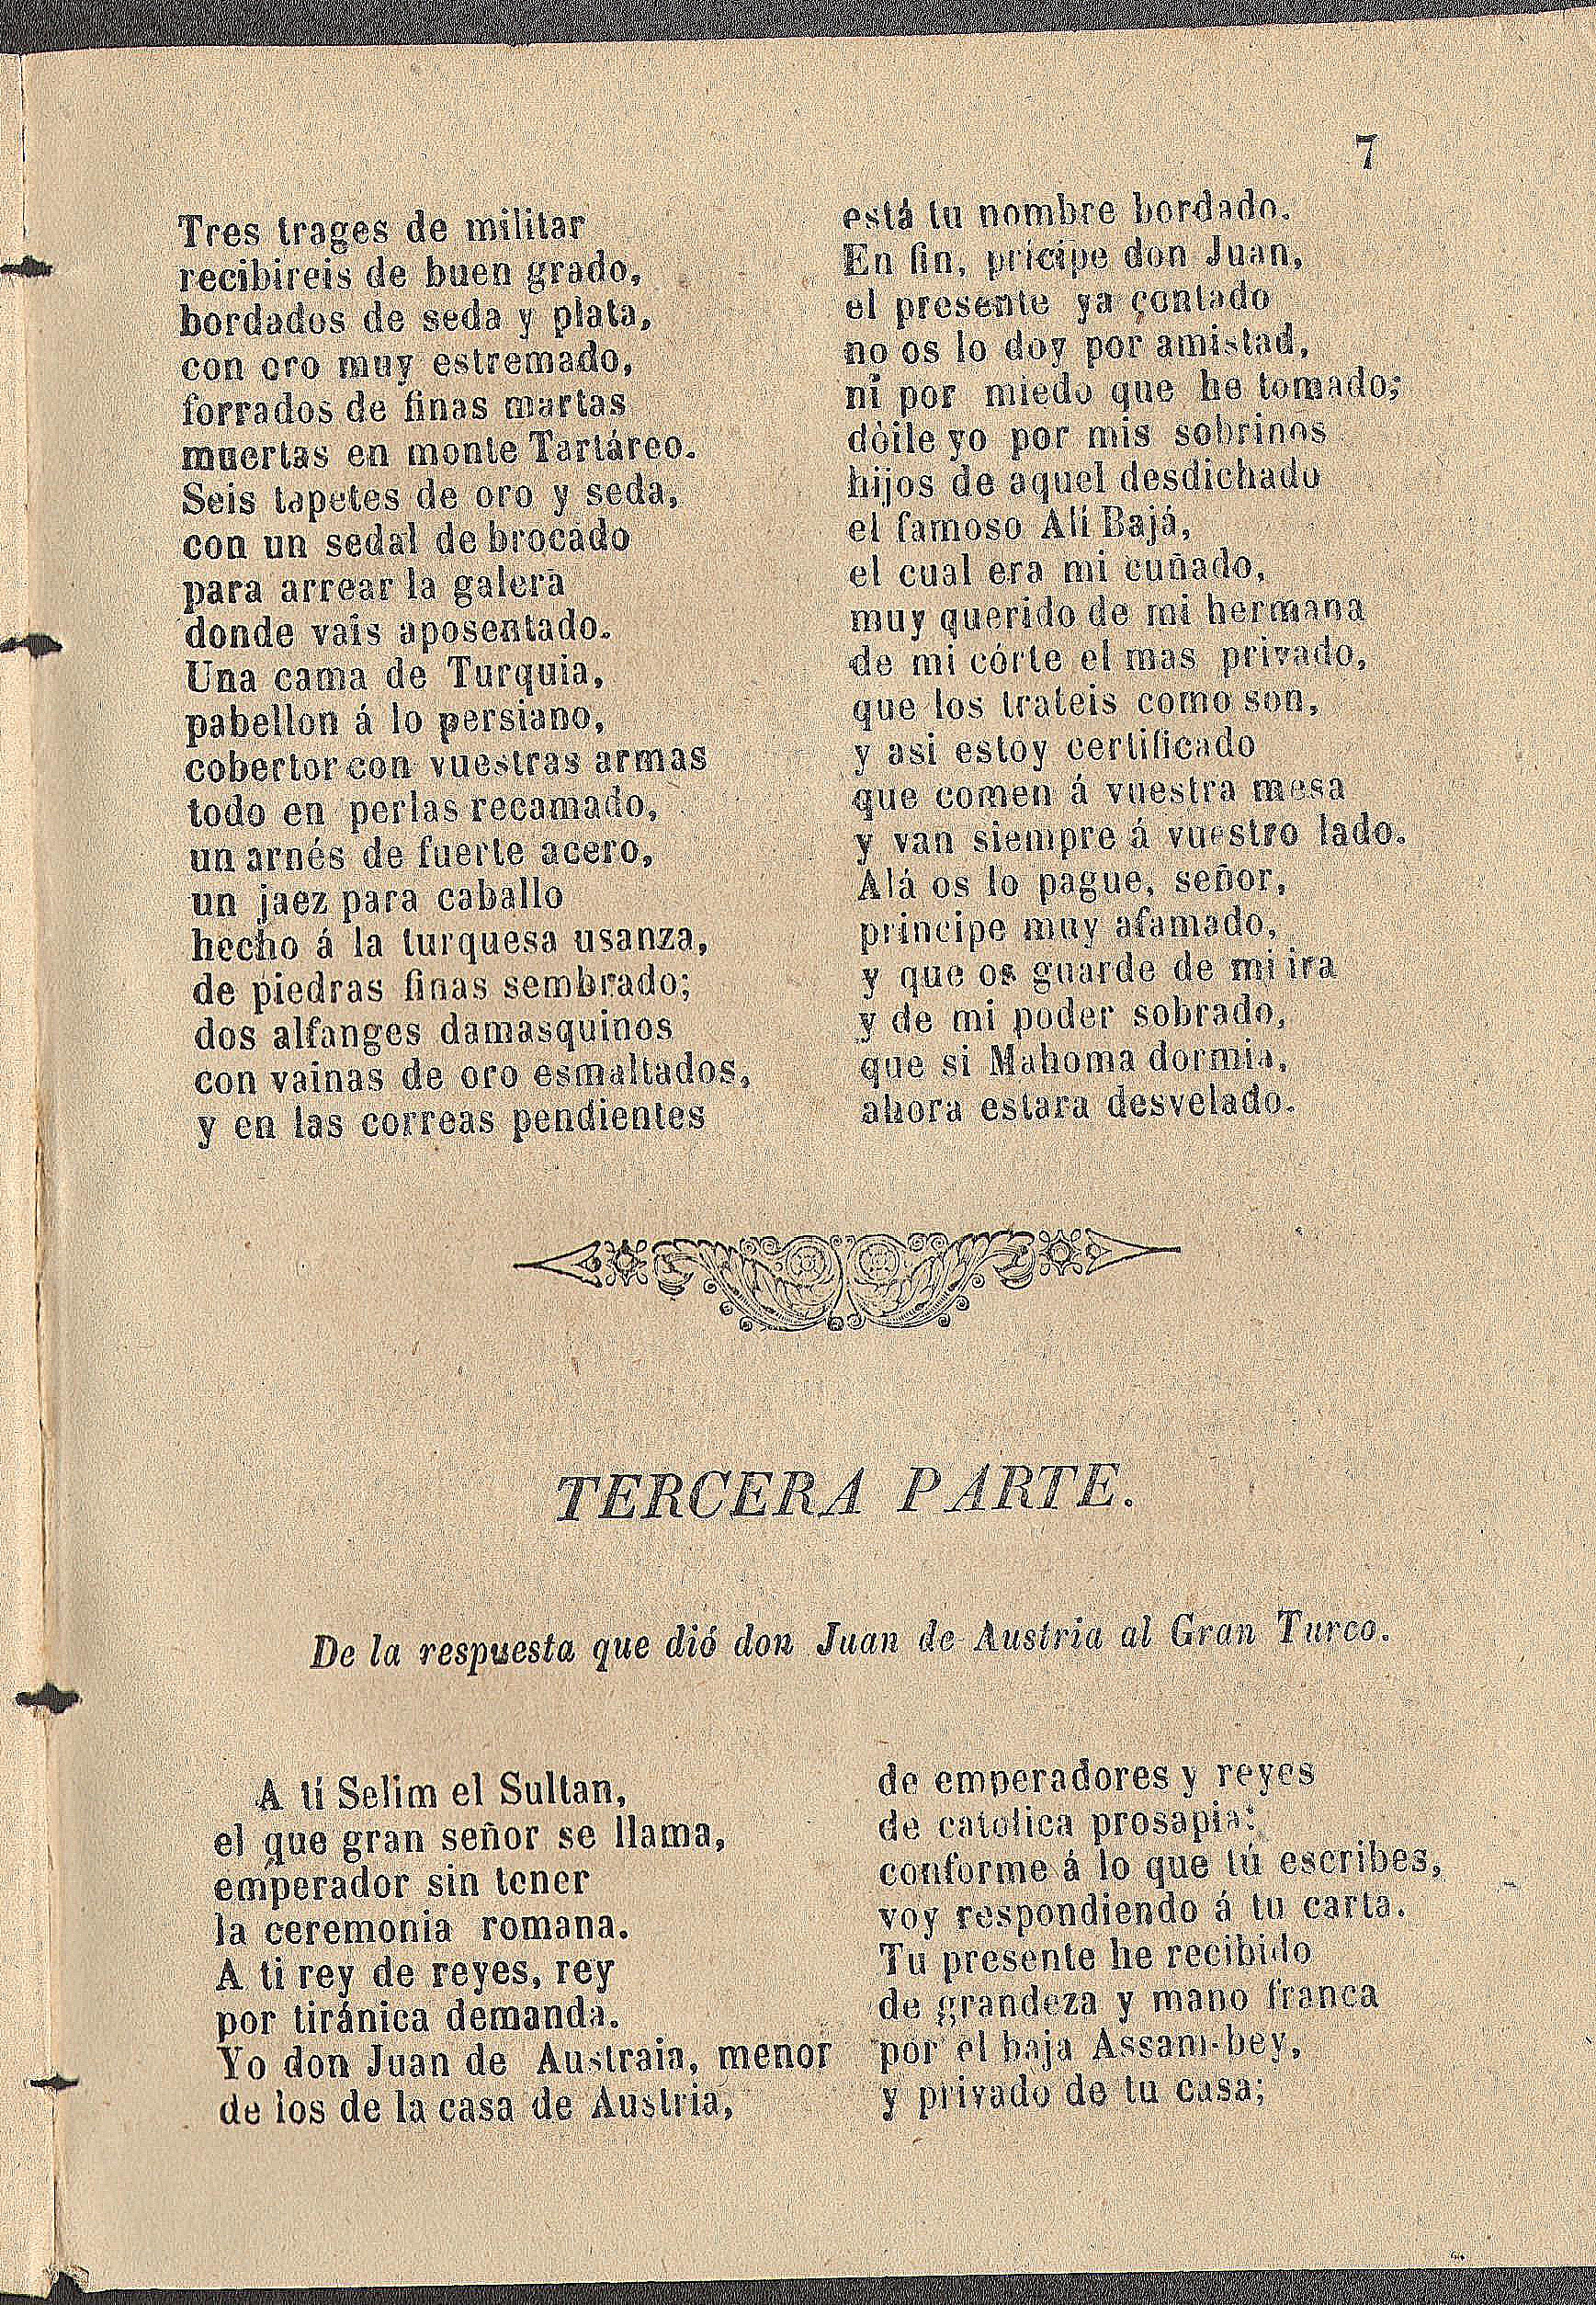 7
Tres trages de militar
recibireis de buen grado,
bordados de seda y plata,
con oro muy estremado,
forrados de finas martas
muertas en monte Tartáreo.
Seis tapetes de oro y seda,
con un sedal de brocado
para arrear la galera
donde vais aposentado.
Una cama de Turquia,
pabellon á lo persiano,
cobertor con vuestras armas
todo en perlas recamado,
un arnés de fuerte acero,
un jaez para caballo
hecho á la turquesa usanza,
de piedras finas sembrado;
dos alfanges damasquinos
con vainas de oro esmaltados,
y en las correas pendientes
está tu nombre bordado.
En fin, pricipe don Juan,
el presente ya contado
no os lo doy por amistad,
ni por miedo que he tomado;
dòile yo por mis sobrinos
hijos de aquel desdichado
el famoso Alí Bajá,
el cual era mi cuñado,
muy querido de mi hermana
de mi córte el mas privado,
que los trateis como son,
y asi estoy certificado
que comen á vuestra mesa
y van siempre á vuestro lado.
Alá os lo pague, señor,
principe muy afamado,
y que os guarde de mi ira
y de mi poder sobrado,
que si Mahoma dormia,
ahora estara desvelado.
TERCERA PARTE.
De la respuesta que dió don Juan de Austria al Gran Turco.
A tí Selim el Sultan,
el que gran señor se llama,
emperador sin tener
la ceremonia romana.
A ti rey de reyes, rey
por tiránica demanda.
Yo don Juan de Austraia, menor
de los de la casa de Austria,
de emperadores y reyes
de catolica prosapia:
conforme á lo que tú escribes,
voy respondiendo á tu carta.
Tu presente he recibido
de grandeza y mano franca
por el baja Assam-bey,
y privado de tu casa;